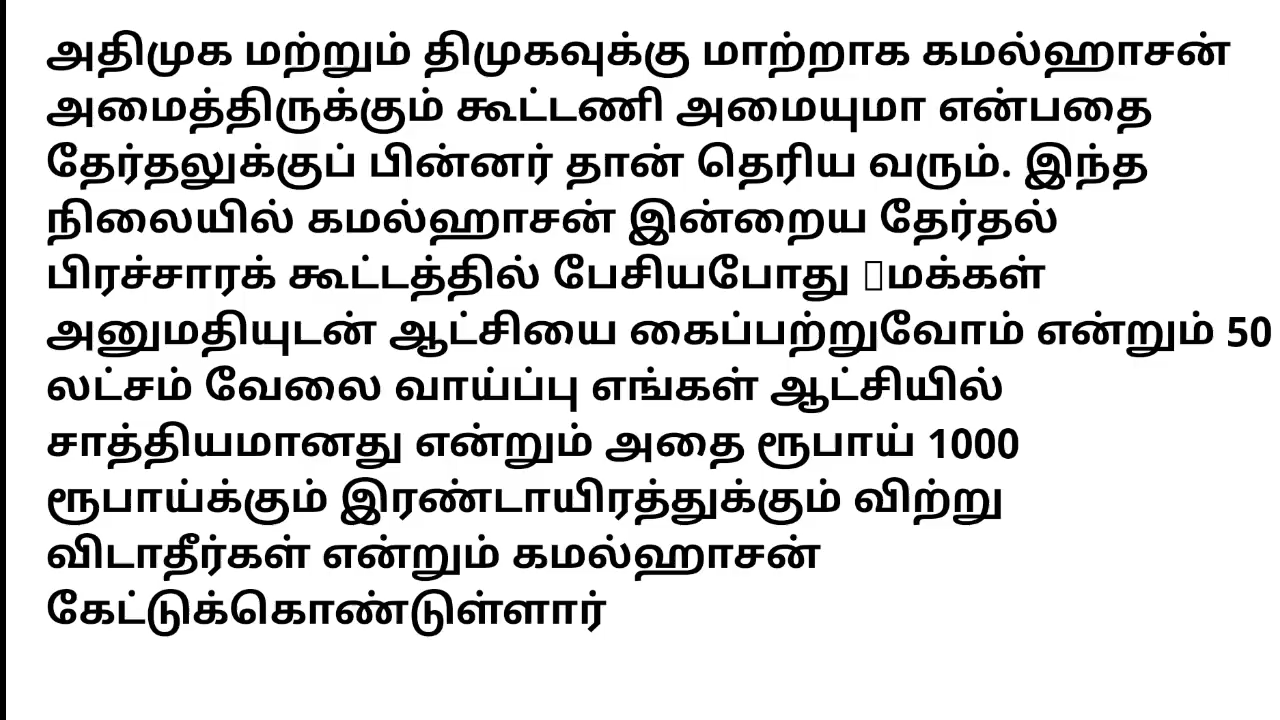 அதிமுக மற்றும் திமுகவுக்கு மாற்றாக கமல்ஹாசன்
அமைத்திருக்கும் கூட்டணி அமையுமா என்பதை
தேர்தலுக்குப் பின்னர் தான் தெரிய வரும். இந்த
நிலையில் கமல்ஹாசன் இன்றைய தேர்தல்
பிரச்சாரக் கூட்டத்தில் பேசியபோது மக்கள்
அனுமதியுடன் ஆட்சியை கைப்பற்றுவோம் என்றும் 50
லட்சம் வேலை வாய்ப்பு எங்கள் ஆட்சியில்
சாத்தியமானது என்றும் அதை ரூபாய் 1000
ரூபாய்க்கும் இரண்டாயிரத்துக்கும் விற்று
விடாதீர்கள் என்றும் கமல்ஹாசன்
கேட்டுக்கொண்டுள்ளார்